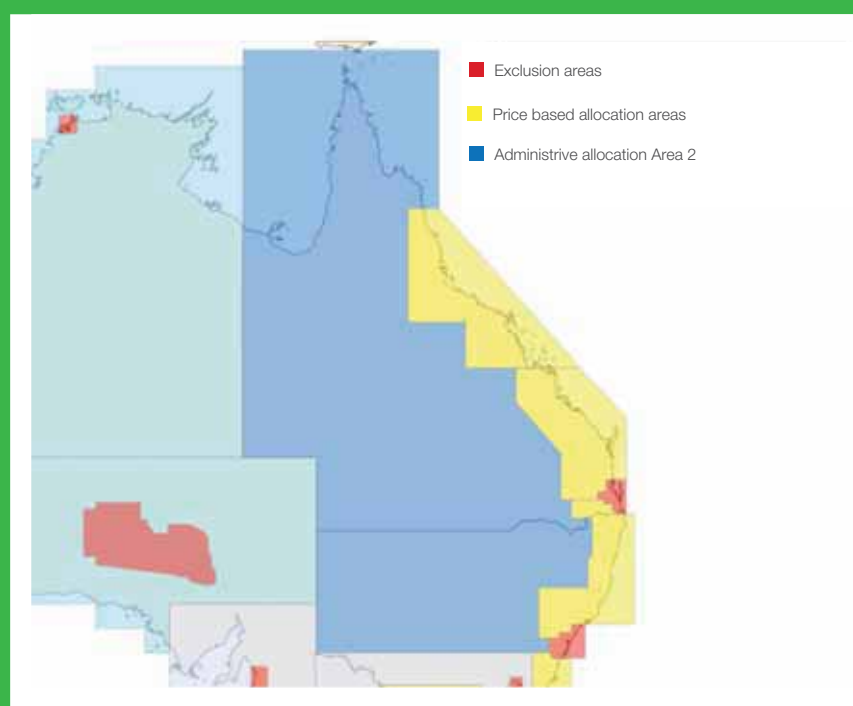 Exclusion areas
Price based allocation areas
Administrive allocation Area 2